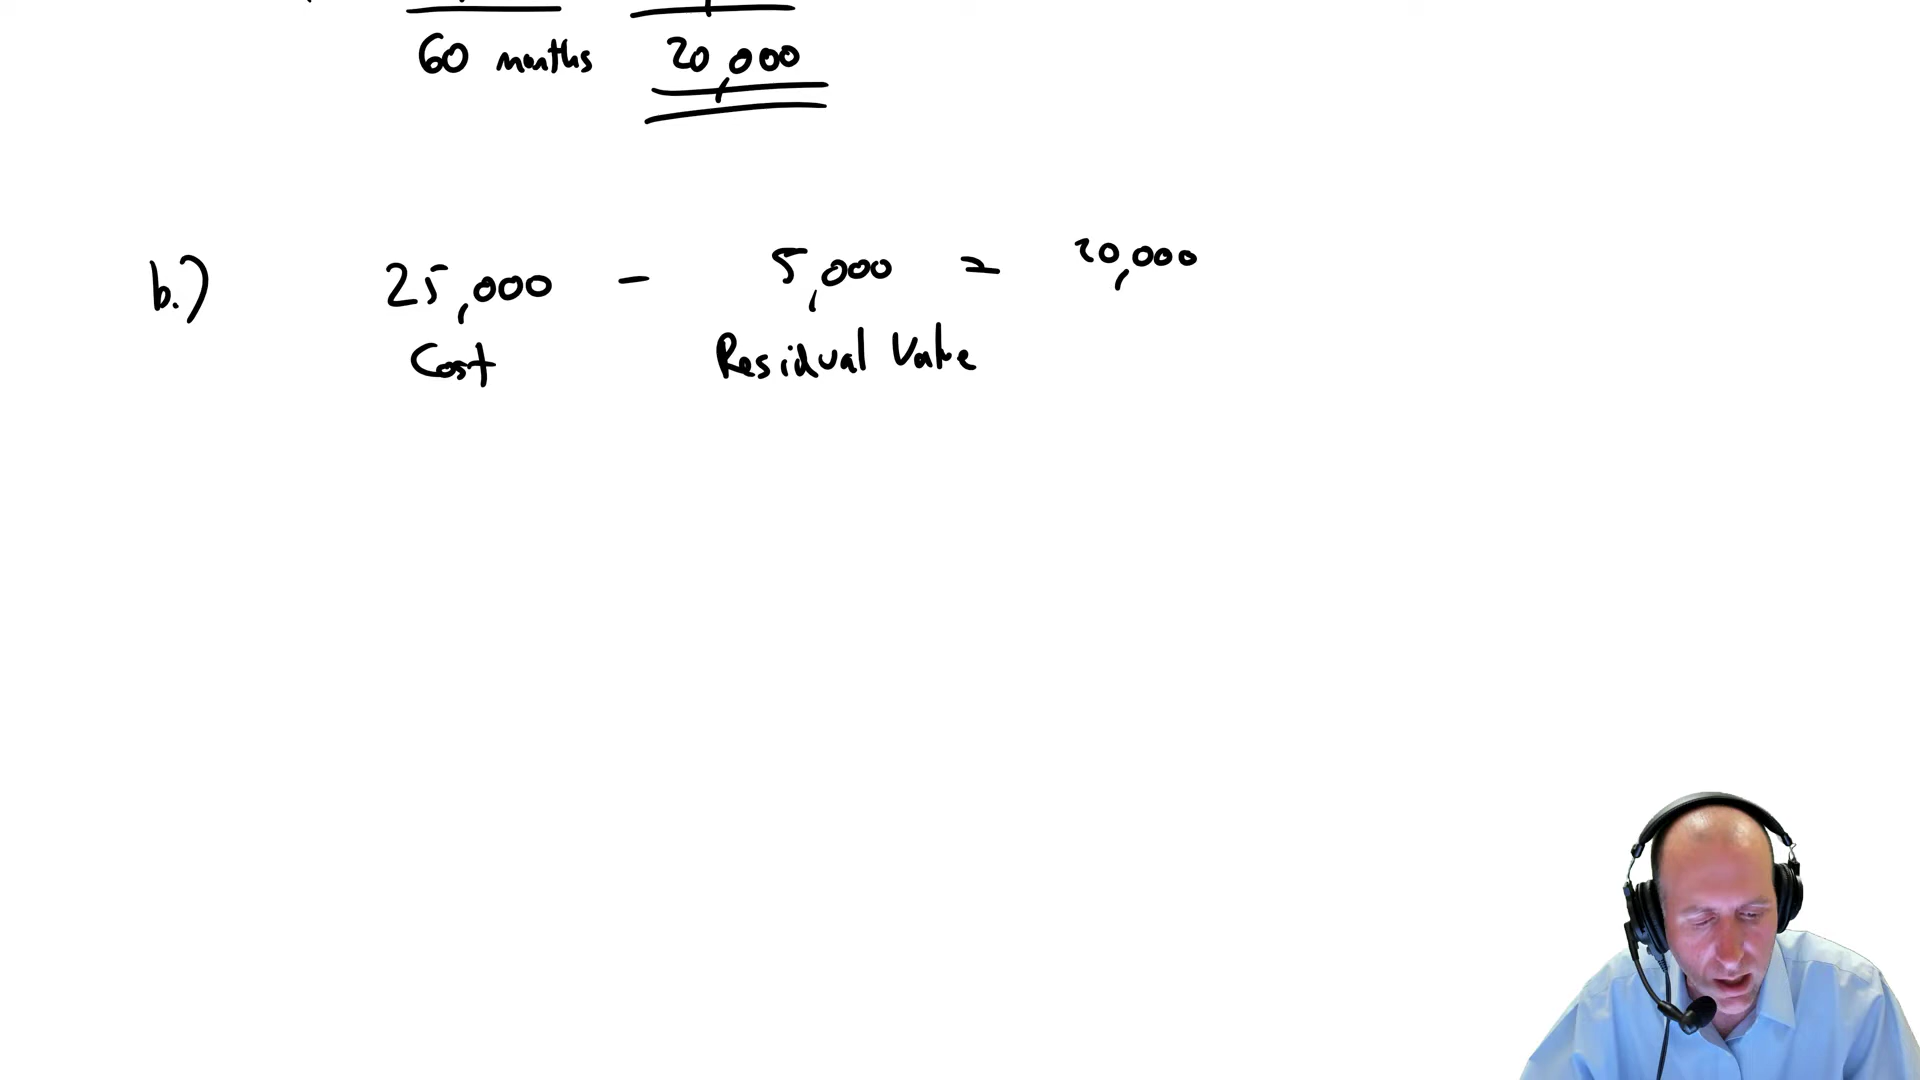 60 months 20,000
b.) 25,000 - 5,000 = 20,000
Cost Residual Value